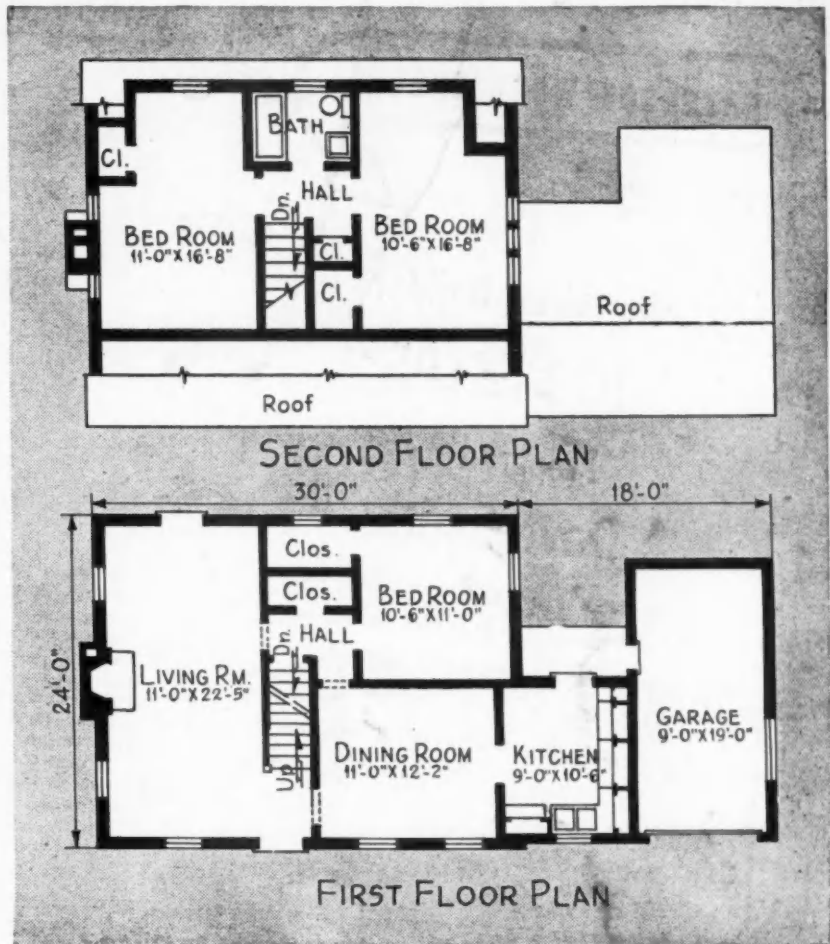 BATH
Cl.
HALL
Dn.
BED ROOM
11'-0" X 16'-8"
BED ROOM
10'-6" X 16'-8"
Cl.
Cl.
Roof
Roof
SECOND FLOOR PLAN
30'-0"
18'-0"
Clos.
Clos.
BED ROOM
10'-6" X 11'-0"
HALL
Dn.
24'-0"
LIVING RM.
11'-0" X 22'-5"
GARAGE
9'-0" X 19'-0"
DINING ROOM
11'-0" X 12'-2"
KITCHEN
9'-0" X 10'-6"
Up
FIRST FLOOR PLAN